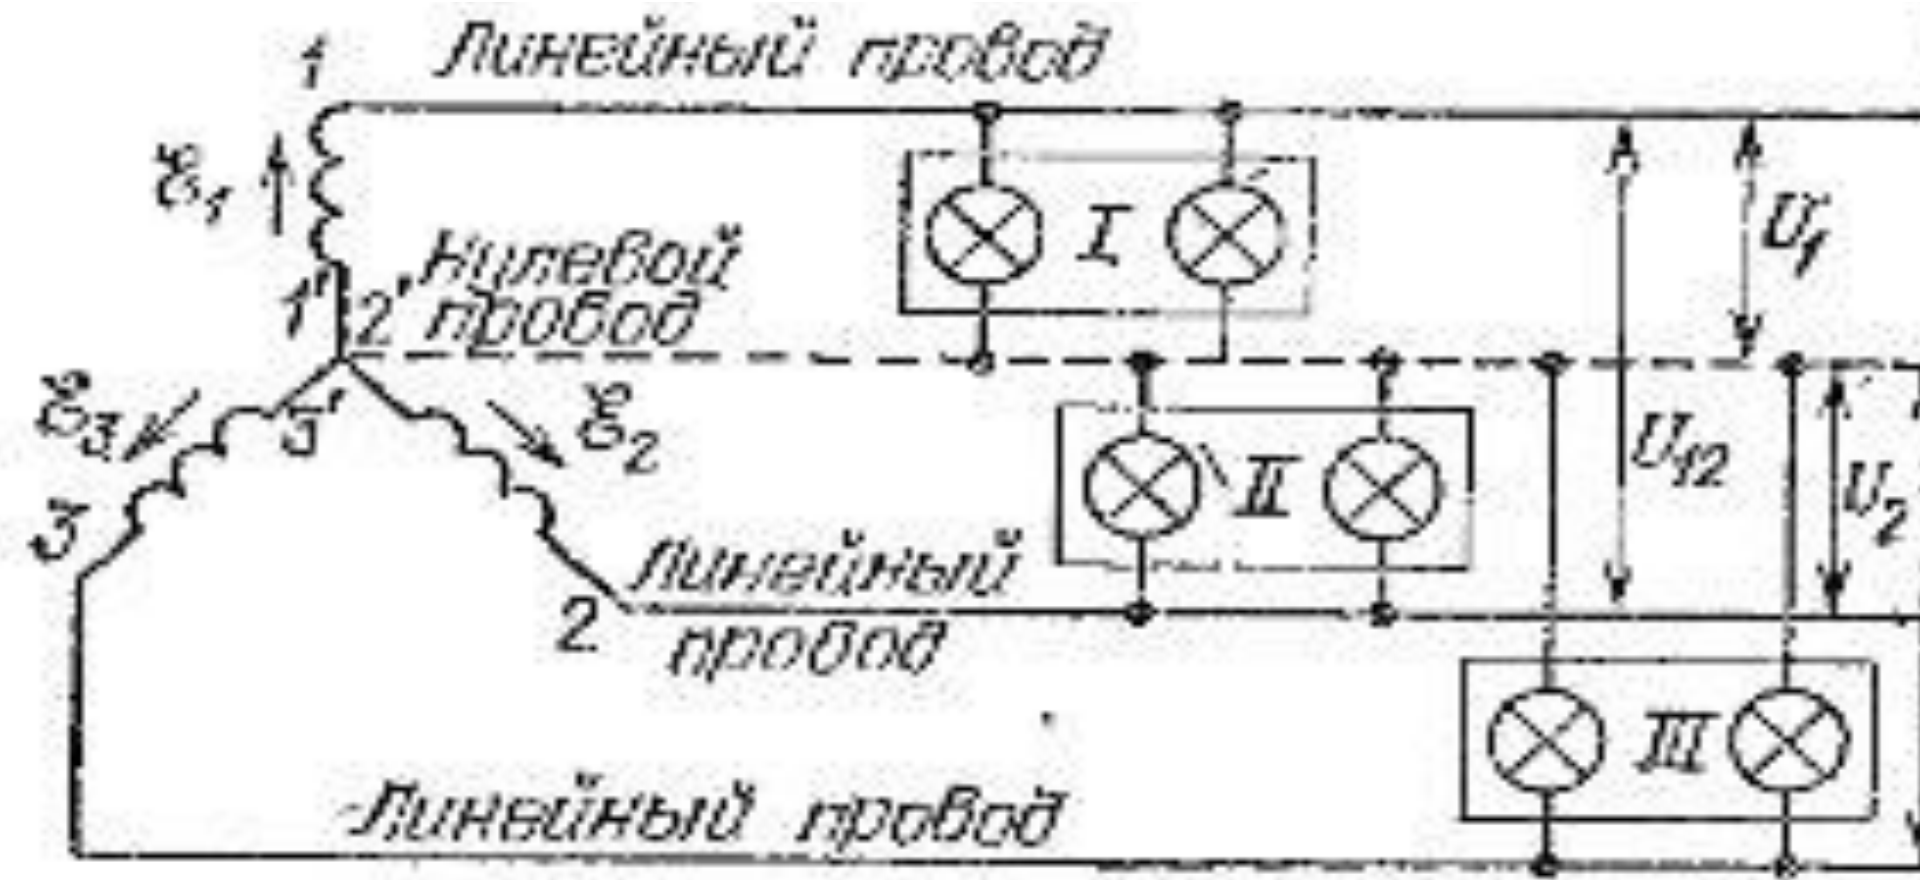 1 Линейный провод
ℰ1
I
U1
1' 2' Нулевой
провод
ℰ3 3' ℰ2
U12
II
U2
3
Линейный
2 провод
III
Линейный провод